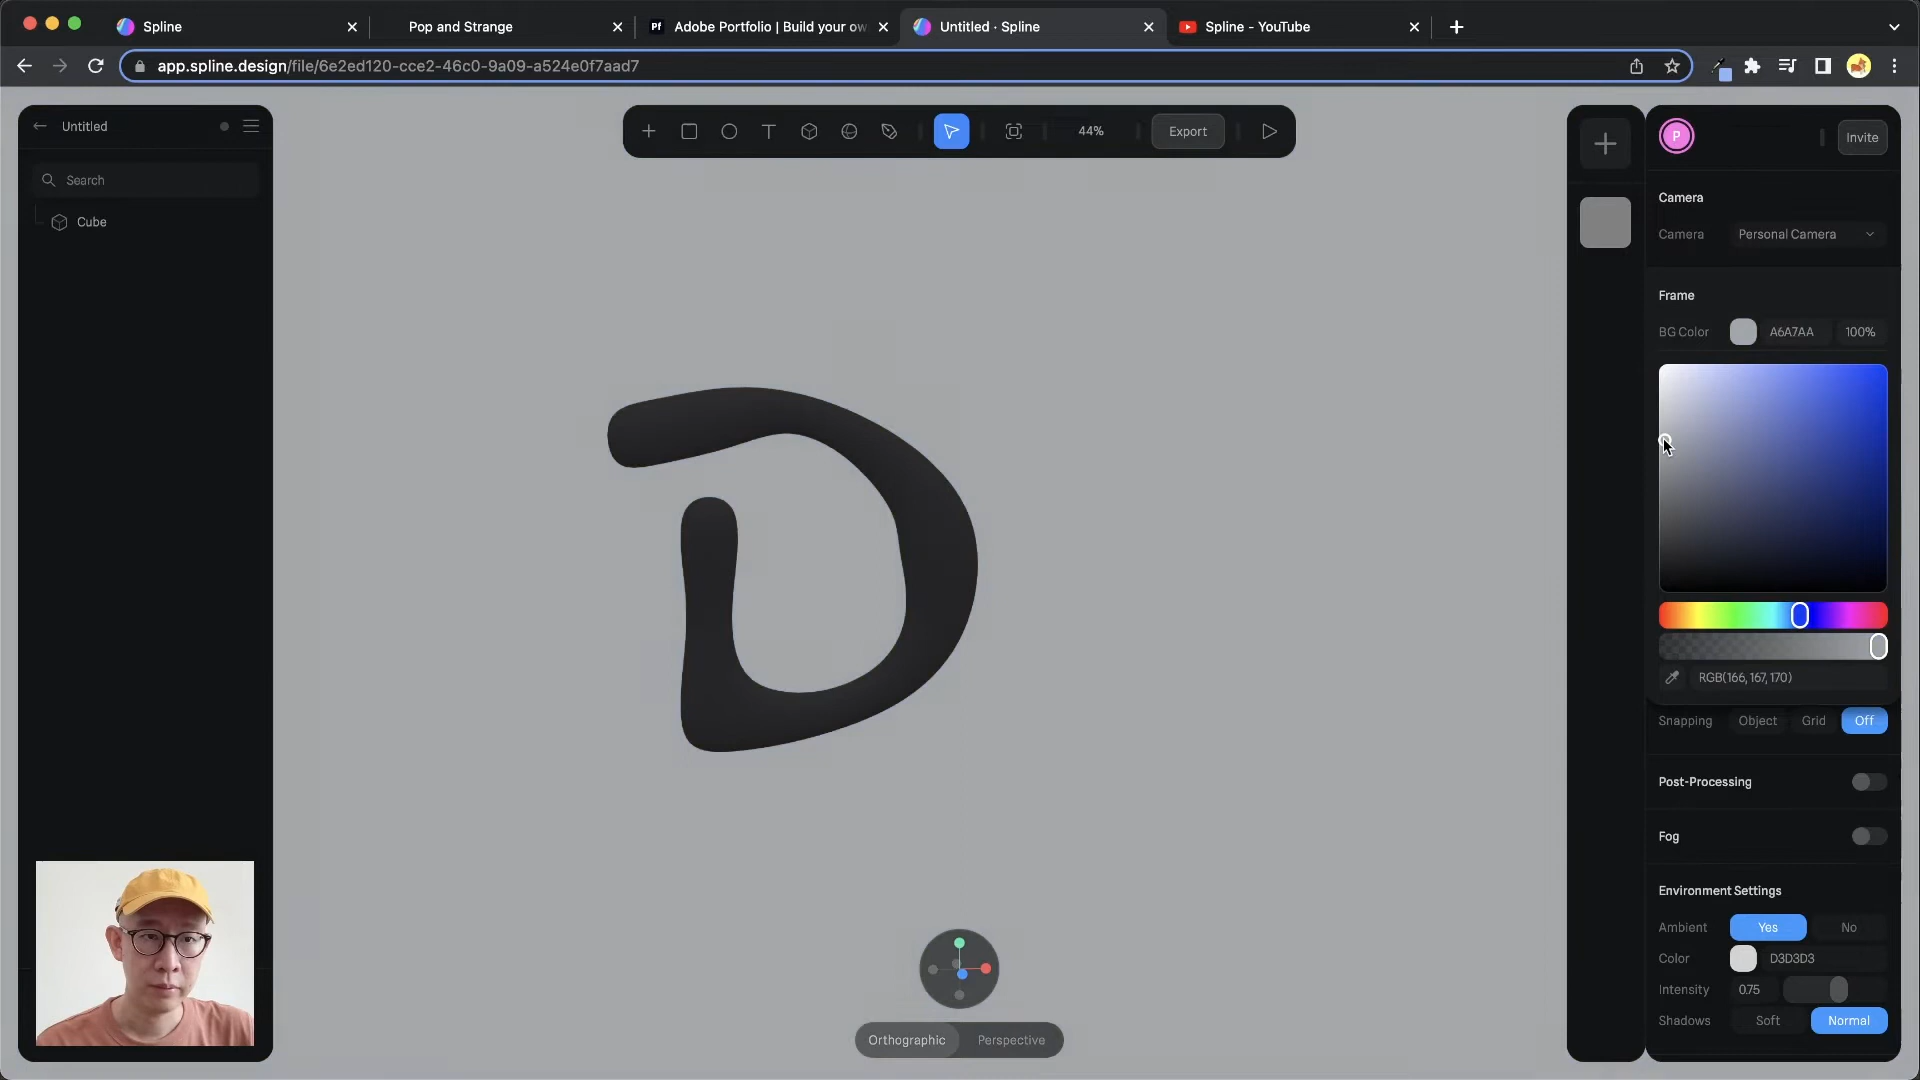 Spline
Pop and Strange
Pf Adobe Portfolio | Build your ow
Untitled · Spline
Spline - YouTube
app.spline.design/file/6e2ed120-cce2-46c0-9a09-a524e0f7aad7
Untitled
Search
Cube
44%
Export
P
Invite
Camera
Camera Personal Camera
Frame
BG Color A6A7AA 100%
RGB(166, 167, 170)
Snapping Object Grid Off
Post-Processing
Fog
Environment Settings
Ambient Yes No
Color D3D3D3
Intensity 0.75
Shadows Soft Normal
D
Orthographic Perspective